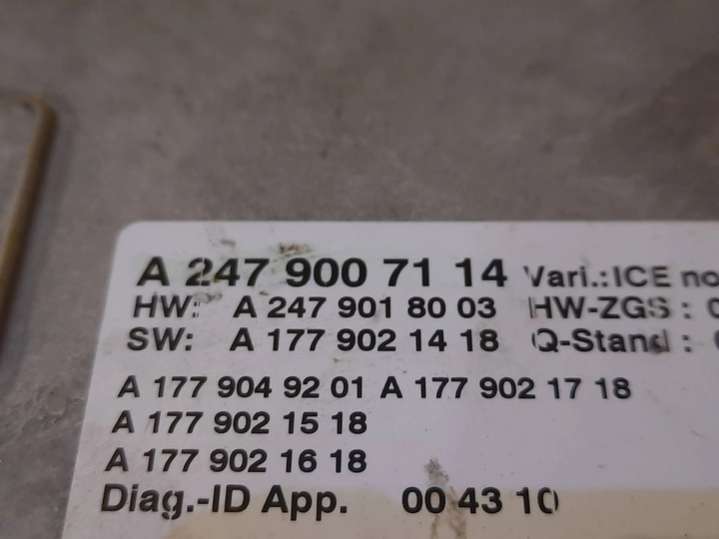 A 247 900 71 14 Vari.:ICE
HW: A 247 901 80 03 HW-ZGS :
SW: A 177 902 14 18 Q-Stand :
A 177 904 92 01 A 177 902 17 18
A 177 902 15 18
A 177 902 16 18
Diag.-ID App. 00 43 10